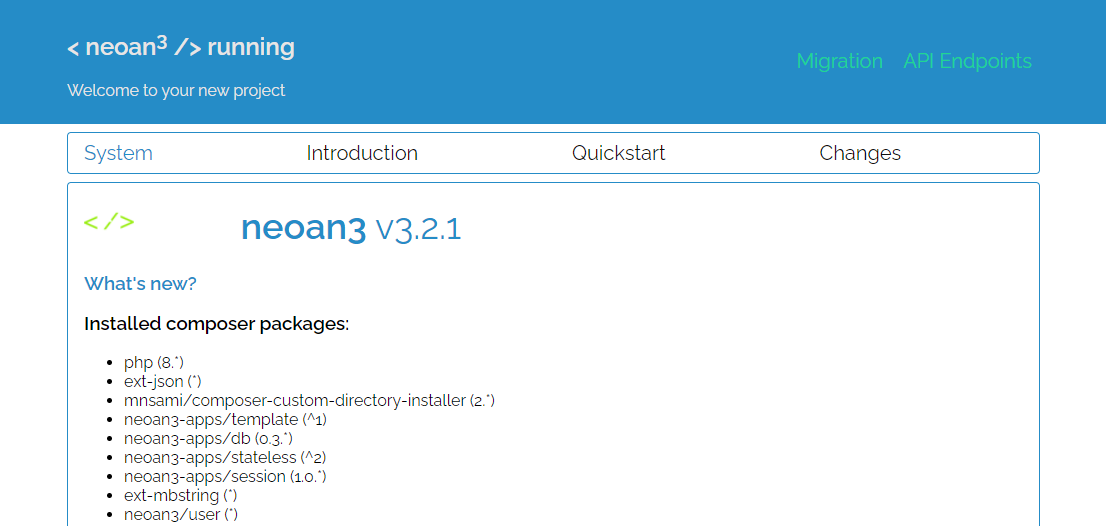 < neoan³ /> running
Welcome to your new project
Migration API Endpoints
System Introduction Quickstart Changes
</> neoan3 v3.2.1
What's new?
Installed composer packages:
• php (8.*)
• ext-json (*)
• mnsami/composer-custom-directory-installer (2.*)
• neoan3-apps/template (^1)
• neoan3-apps/db (0.3.*)
• neoan3-apps/stateless (^2)
• neoan3-apps/session (1.0.*)
• ext-mbstring (*)
• neoan3/user (*)